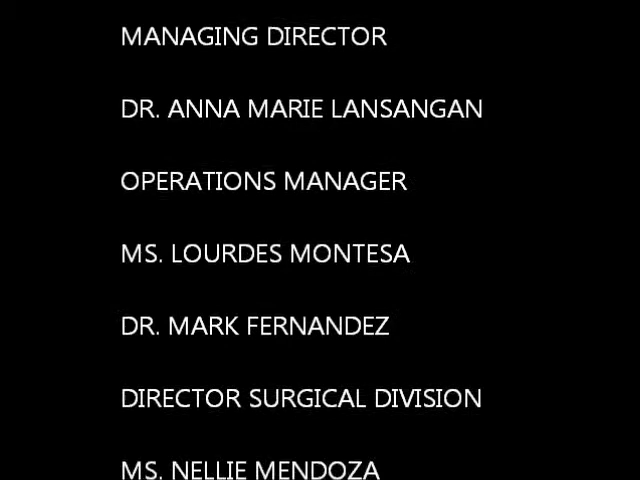 MANAGING DIRECTOR
DR. ANNA MARIE LANSANGAN
OPERATIONS MANAGER
MS. LOURDES MONTESA
DR. MARK FERNANDEZ
DIRECTOR SURGICAL DIVISION
MS. NELLIE MENDOZA